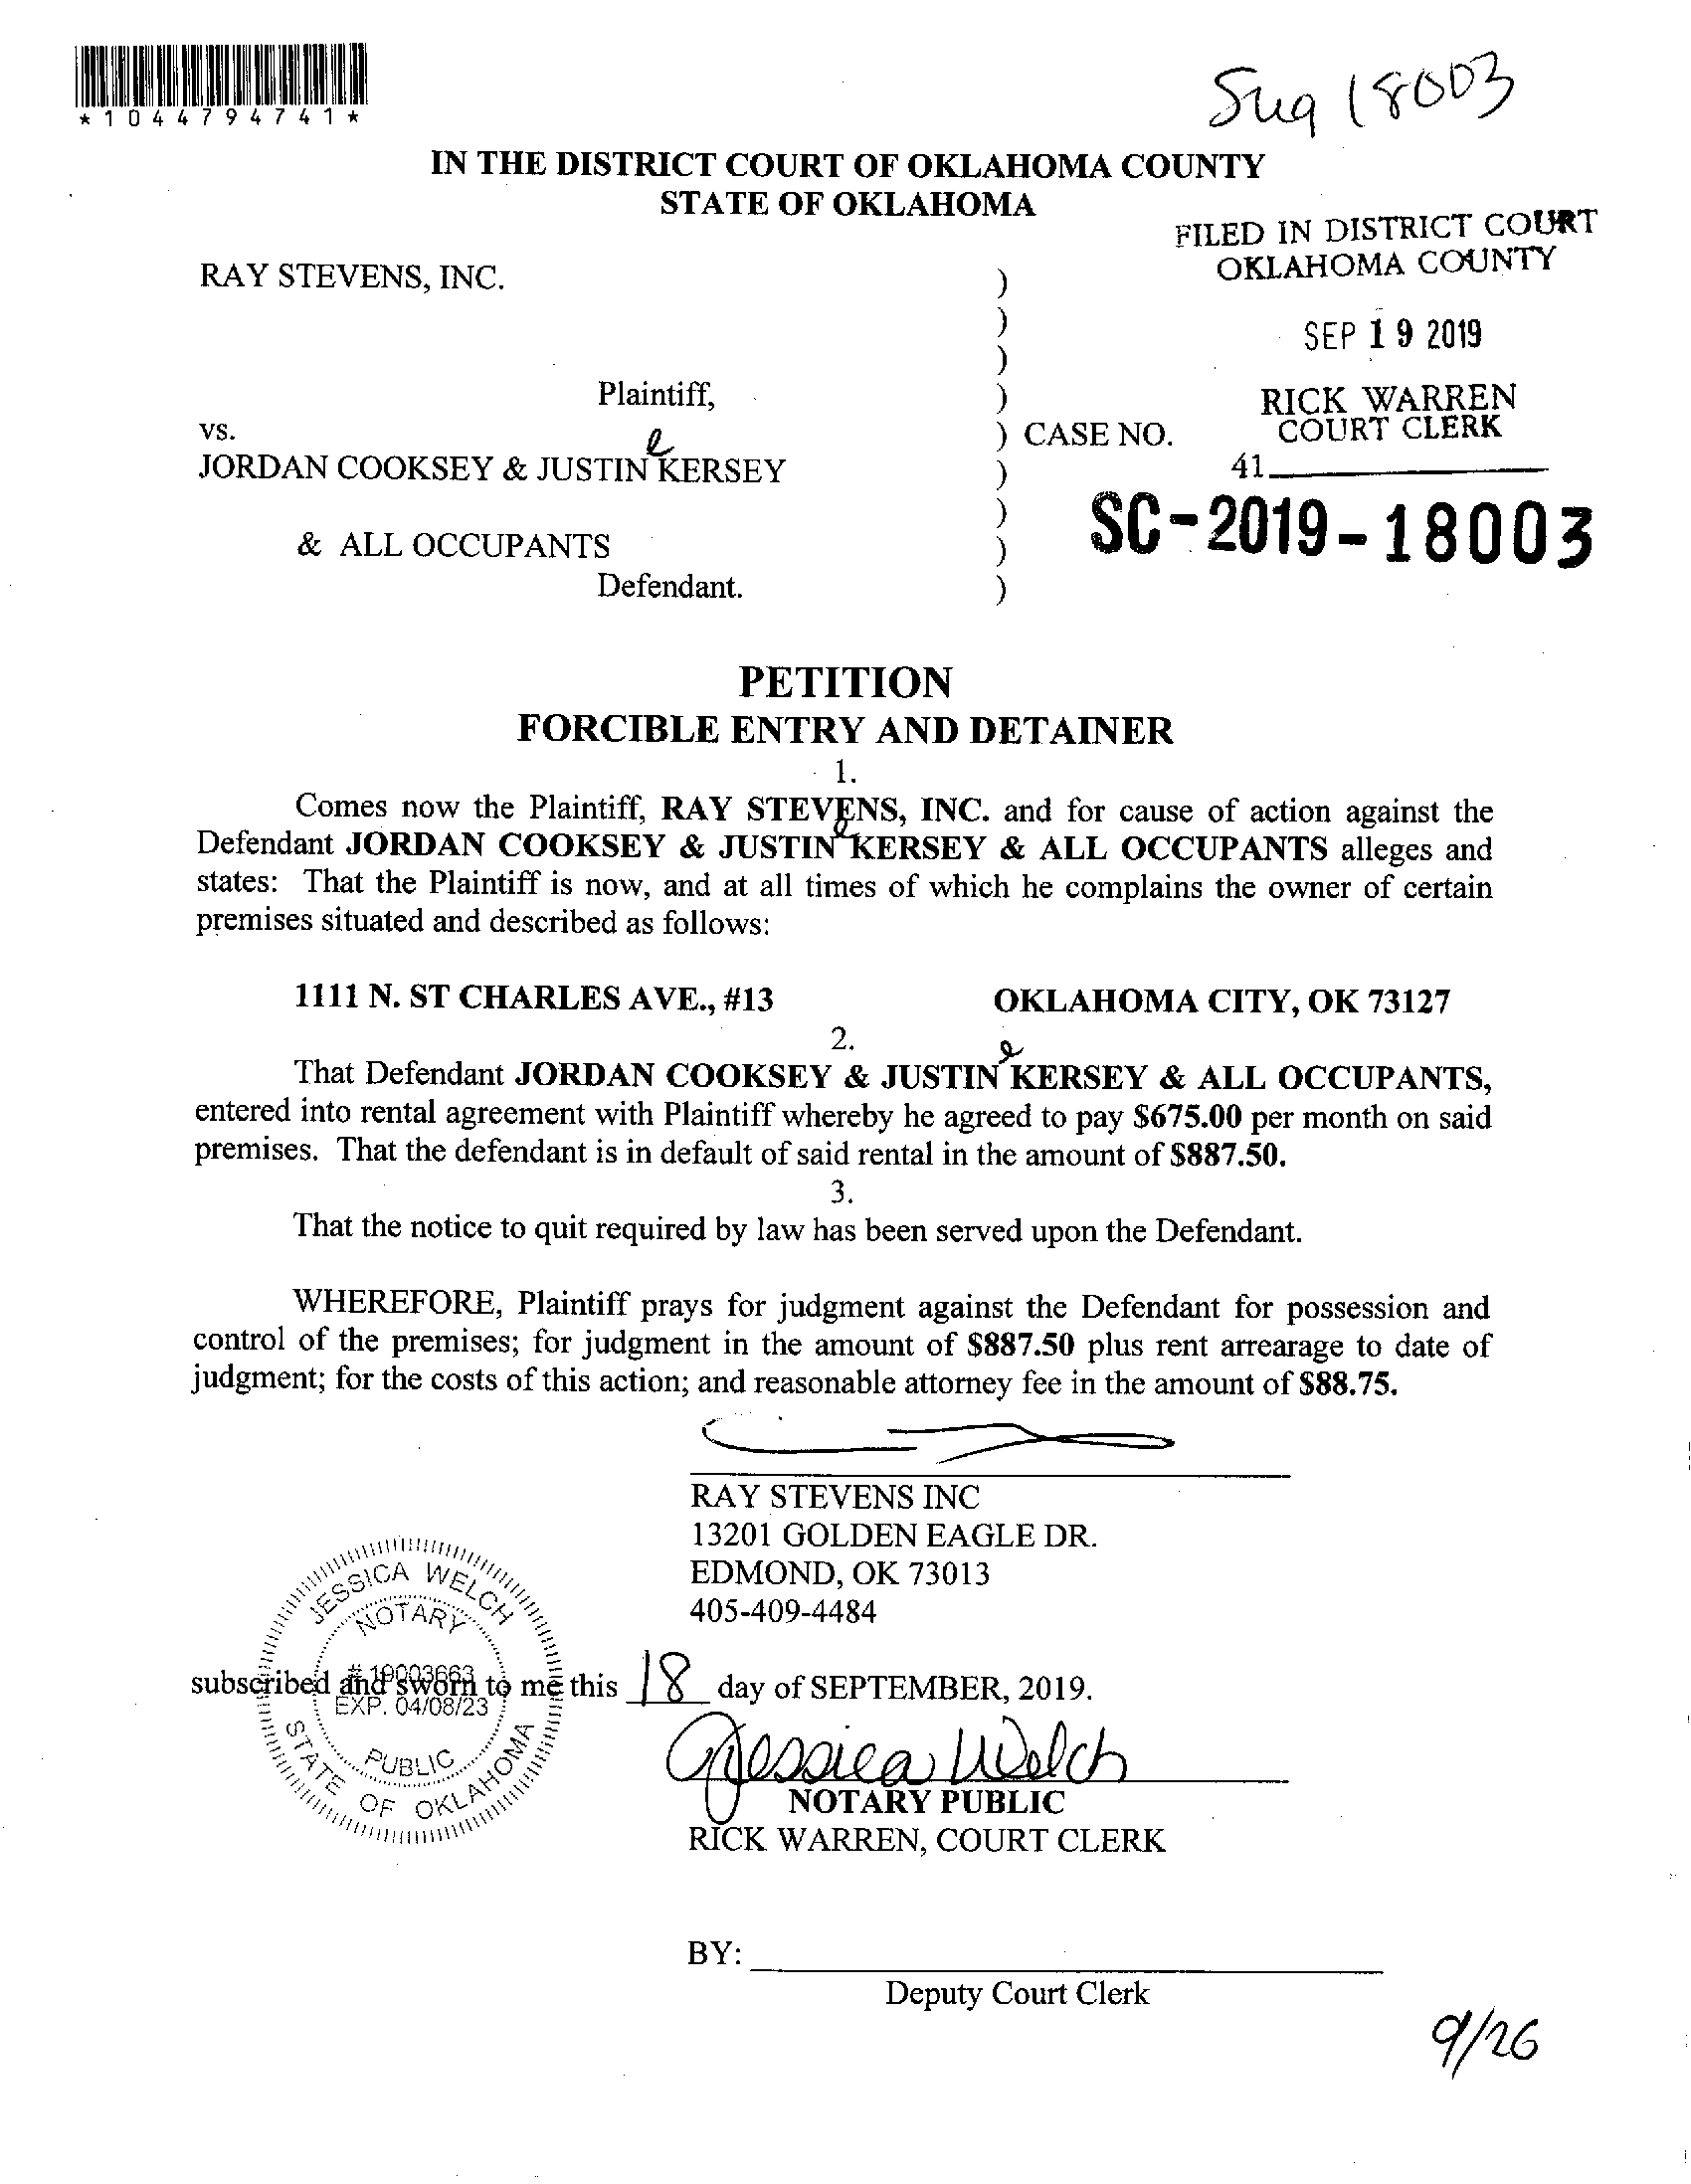 *1044794741*
Sug 18003
IN THE DISTRICT COURT OF OKLAHOMA COUNTY
STATE OF OKLAHOMA
FILED IN DISTRICT COURT
OKLAHOMA COUNTY
RAY STEVENS, INC. )
)
SEP 19 2019
)
Plaintiff, )
RICK WARREN
COURT CLERK
vs. ) CASE NO.
e
JORDAN COOKSEY & JUSTIN KERSEY )
41
)
SC-2019-18003
& ALL OCCUPANTS )
Defendant. )
PETITION
FORCIBLE ENTRY AND DETAINER
1.
Comes now the Plaintiff, RAY STEVENS, INC. and for cause of action against the
e
Defendant JORDAN COOKSEY & JUSTIN KERSEY & ALL OCCUPANTS alleges and
states: That the Plaintiff is now, and at all times of which he complains the owner of certain
premises situated and described as follows:
1111 N. ST CHARLES AVE., #13 OKLAHOMA CITY, OK 73127
2.
e
That Defendant JORDAN COOKSEY & JUSTIN KERSEY & ALL OCCUPANTS,
entered into rental agreement with Plaintiff whereby he agreed to pay $675.00 per month on said
premises. That the defendant is in default of said rental in the amount of $887.50.
3.
That the notice to quit required by law has been served upon the Defendant.
WHEREFORE, Plaintiff prays for judgment against the Defendant for possession and
control of the premises; for judgment in the amount of $887.50 plus rent arrearage to date of
judgment; for the costs of this action; and reasonable attorney fee in the amount of $88.75.
RAY STEVENS INC
13201 GOLDEN EAGLE DR.
EDMOND, OK 73013
405-409-4484
JESSICA WELCH
NOTARY
# 19003663
EXP. 04/08/23
PUBLIC
STATE OF OKLAHOMA
subscribed and sworn to me this 18 day of SEPTEMBER, 2019.
Jessica Welch
NOTARY PUBLIC
RICK WARREN, COURT CLERK
BY:
Deputy Court Clerk
9/26